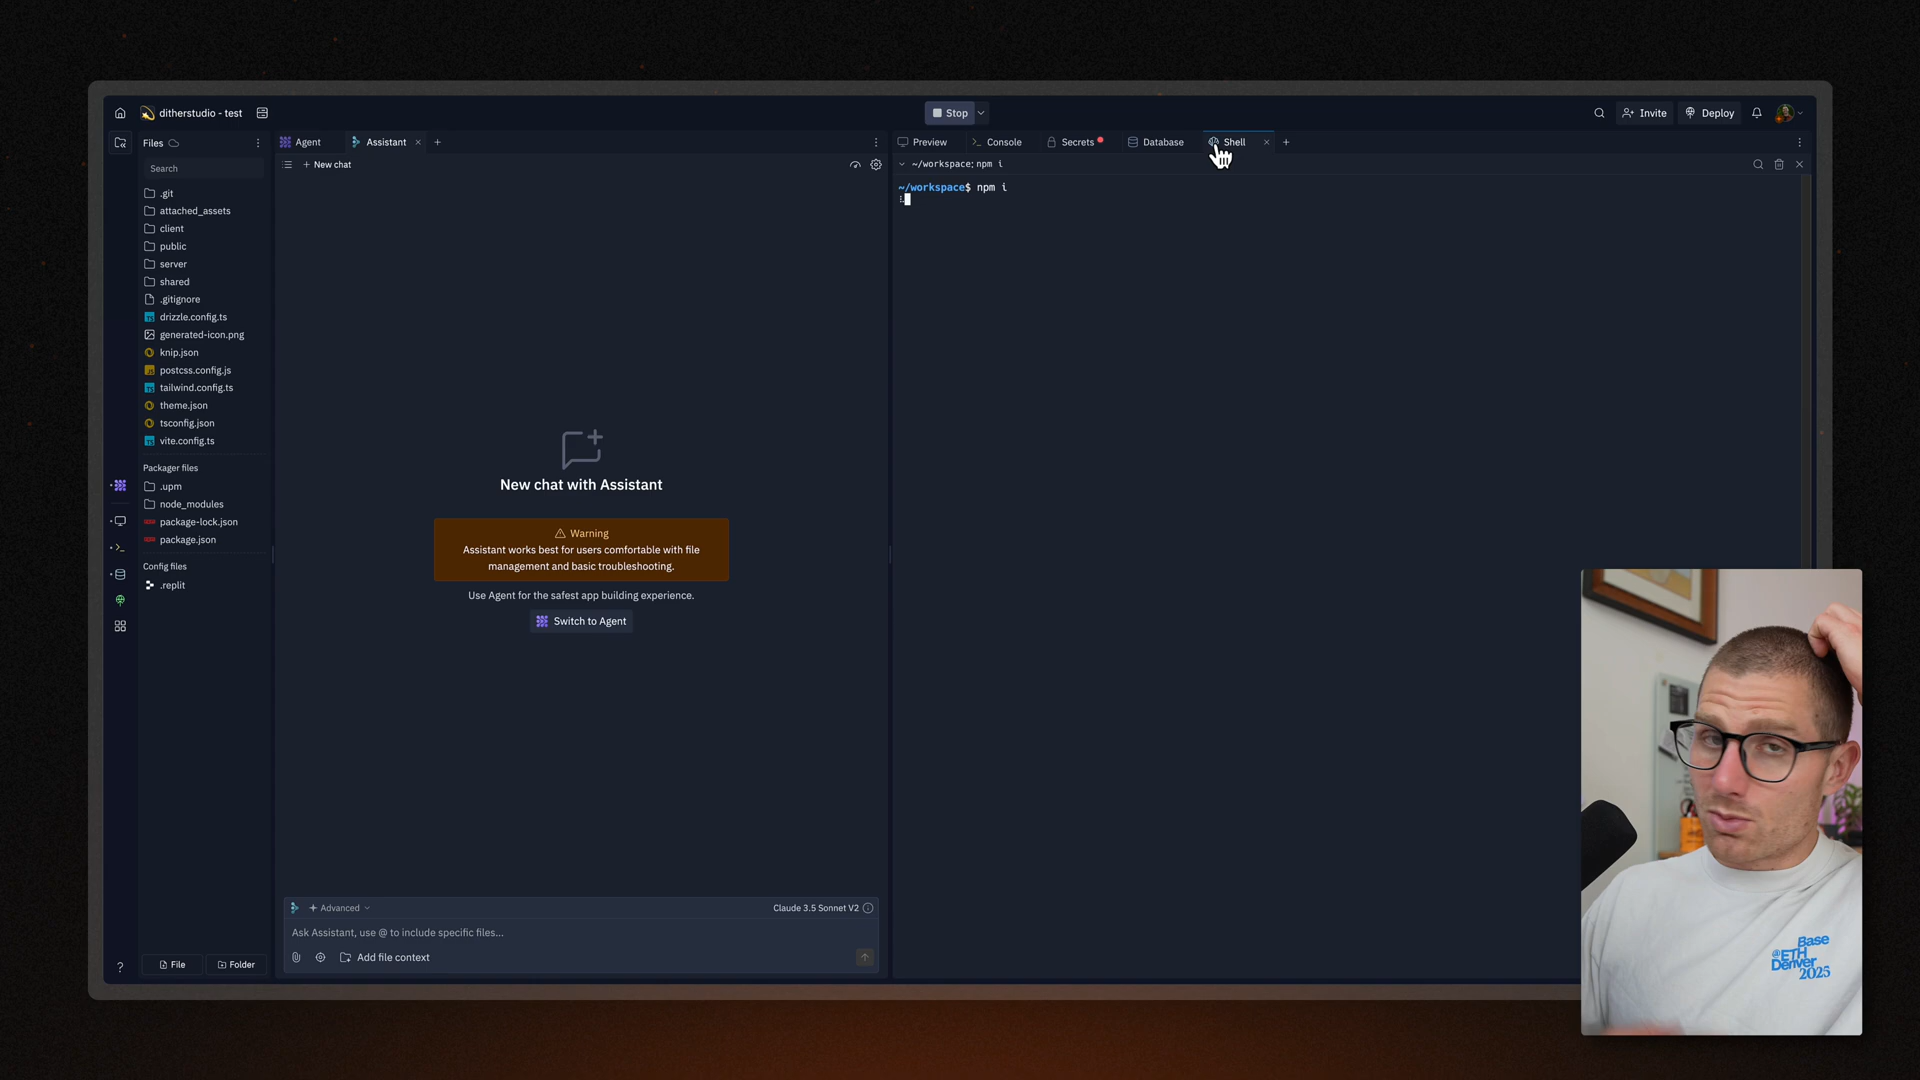 ditherstudio - test
Stop
Invite
Deploy
Files
Search
.git
attached_assets
client
public
server
shared
.gitignore
drizzle.config.ts
generated-icon.png
knip.json
postcss.config.js
tailwind.config.ts
theme.json
tsconfig.json
vite.config.ts
Packager files
.upm
node_modules
package-lock.json
package.json
Config files
.replit
File
Folder
Agent
Assistant
New chat
New chat with Assistant
Warning
Assistant works best for users comfortable with file
management and basic troubleshooting.
Use Agent for the safest app building experience.
Switch to Agent
Advanced
Claude 3.5 Sonnet V2
Ask Assistant, use @ to include specific files...
Add file context
Preview
Console
Secrets
Database
Shell
~/workspace: npm i
~/workspace$ npm i
Base
@ETH
Denver
2025